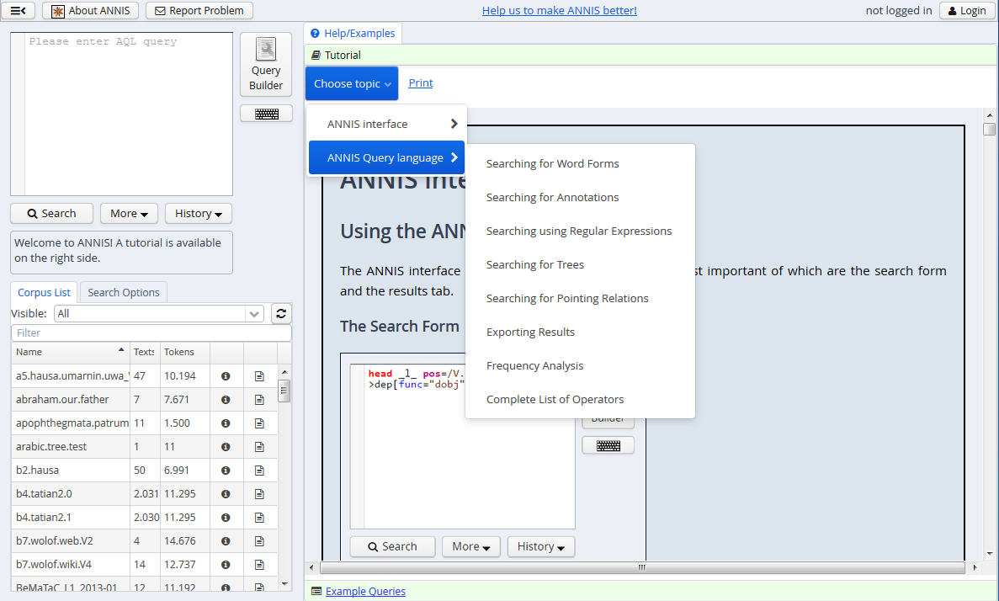 About ANNIS
Report Problem
Help us to make ANNIS better!
not logged in
Login
Please enter AQL query
Query
Builder
Search
More
History
Welcome to ANNIS! A tutorial is available
on the right side.
Corpus List
Search Options
Visible:
All
Filter
Name Texts Tokens
a5.hausa.umarnin.uwa_ 47 10.194
abraham.our.father 7 7.671
apophthegmata.patrum 11 1.500
arabic.tree.test 1 11
b2.hausa 50 6.991
b4.tatian2.0 2.031 11.295
b4.tatian2.1 2.030 11.295
b7.wolof.web.V2 4 14.676
b7.wolof.wiki.V4 14 12.737
BeMaTaC_L1_2013-01 12 11.192
Help/Examples
Tutorial
Choose topic
Print
ANNIS interface
ANNIS Query language
Searching for Word Forms
Searching for Annotations
Searching using Regular Expressions
Searching for Trees
Searching for Pointing Relations
Exporting Results
Frequency Analysis
Complete List of Operators
ANNIS Inte
Using the ANN
The ANNIS interface st important of which are the search form
and the results tab.
The Search Form
head _l_ pos=/V.
>dep[func="dobj"
Builder
Search
More
History
Example Queries